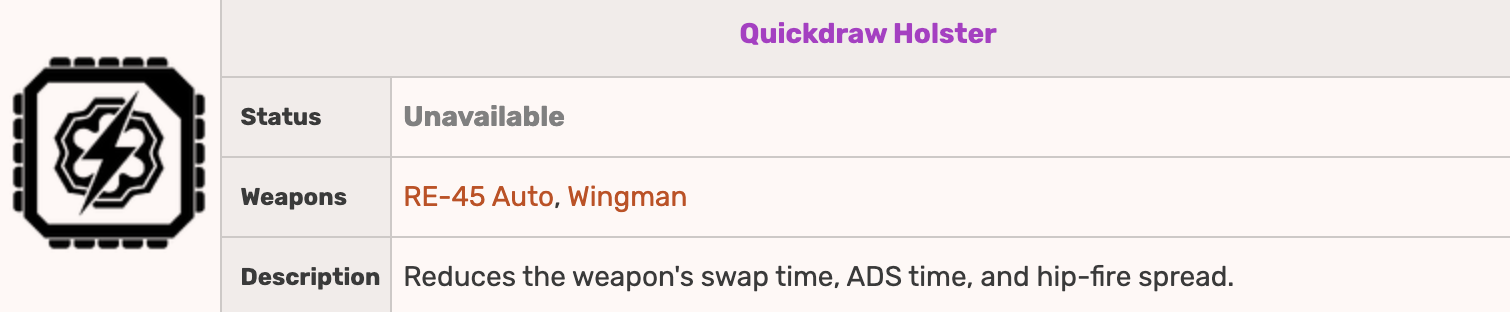 Quickdraw Holster
Status Unavailable
Weapons RE-45 Auto, Wingman
Description Reduces the weapon's swap time, ADS time, and hip-fire spread.